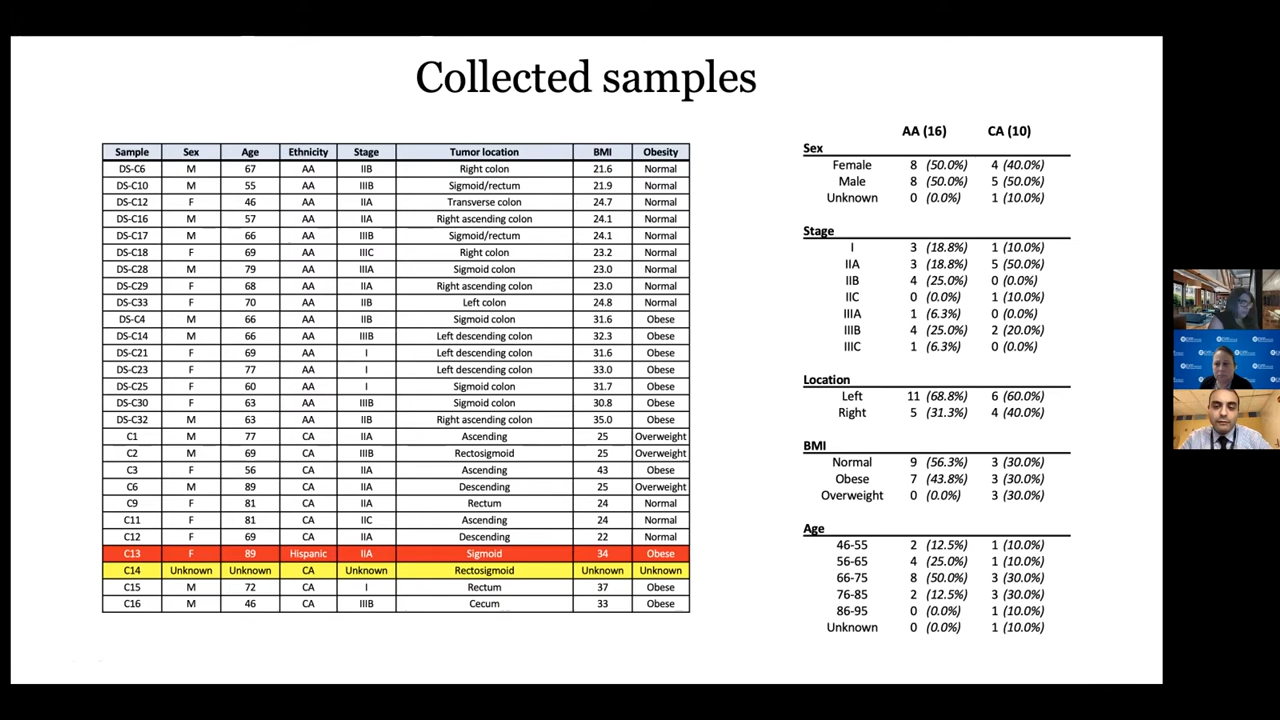 Collected samples
Sample Sex Age Ethnicity Stage Tumor location BMI Obesity
DS-C6 M 67 AA IIB Right colon 21.6 Normal
DS-C10 M 55 AA IIIB Sigmoid/rectum 21.9 Normal
DS-C12 F 46 AA IIA Transverse colon 24.7 Normal
DS-C16 M 57 AA IIA Right ascending colon 24.1 Normal
DS-C17 M 66 AA IIIB Sigmoid/rectum 24.1 Normal
DS-C18 F 69 AA IIIC Right colon 23.2 Normal
DS-C28 M 79 AA IIIA Sigmoid colon 23.0 Normal
DS-C29 F 68 AA IIA Right ascending colon 23.0 Normal
DS-C33 F 70 AA IIB Left colon 24.8 Normal
DS-C4 M 66 AA IIB Sigmoid colon 31.6 Obese
DS-C14 M 66 AA IIIB Left descending colon 32.3 Obese
DS-C21 F 69 AA I Left descending colon 31.6 Obese
DS-C23 F 77 AA I Left descending colon 33.0 Obese
DS-C25 F 60 AA I Sigmoid colon 31.7 Obese
DS-C30 F 63 AA IIIB Sigmoid colon 30.8 Obese
DS-C32 M 63 AA IIB Right ascending colon 35.0 Obese
C1 M 77 CA IIA Ascending 25 Overweight
C2 M 69 CA IIIB Rectosigmoid 25 Overweight
C3 F 56 CA IIA Ascending 43 Obese
C6 M 89 CA IIA Descending 25 Overweight
C9 F 81 CA IIA Rectum 24 Normal
C11 F 81 CA IIC Ascending 24 Normal
C12 F 69 CA IIA Descending 22 Normal
C13 F 89 Hispanic IIA Sigmoid 34 Obese
C14 Unknown Unknown CA Unknown Rectosigmoid Unknown Unknown
C15 M 72 CA I Rectum 37 Obese
C16 M 46 CA IIIB Cecum 33 Obese
AA (16) CA (10)
Sex
Female 8 (50.0%) 4 (40.0%)
Male 8 (50.0%) 5 (50.0%)
Unknown 0 (0.0%) 1 (10.0%)
Stage
I 3 (18.8%) 1 (10.0%)
IIA 3 (18.8%) 5 (50.0%)
IIB 4 (25.0%) 0 (0.0%)
IIC 0 (0.0%) 1 (10.0%)
IIIA 1 (6.3%) 0 (0.0%)
IIIB 4 (25.0%) 2 (20.0%)
IIIC 1 (6.3%) 0 (0.0%)
Location
Left 11 (68.8%) 6 (60.0%)
Right 5 (31.3%) 4 (40.0%)
BMI
Normal 9 (56.3%) 3 (30.0%)
Obese 7 (43.8%) 3 (30.0%)
Overweight 0 (0.0%) 3 (30.0%)
Age
46-55 2 (12.5%) 1 (10.0%)
56-65 4 (25.0%) 1 (10.0%)
66-75 8 (50.0%) 3 (30.0%)
76-85 2 (12.5%) 3 (30.0%)
86-95 0 (0.0%) 1 (10.0%)
Unknown 0 (0.0%) 1 (10.0%)